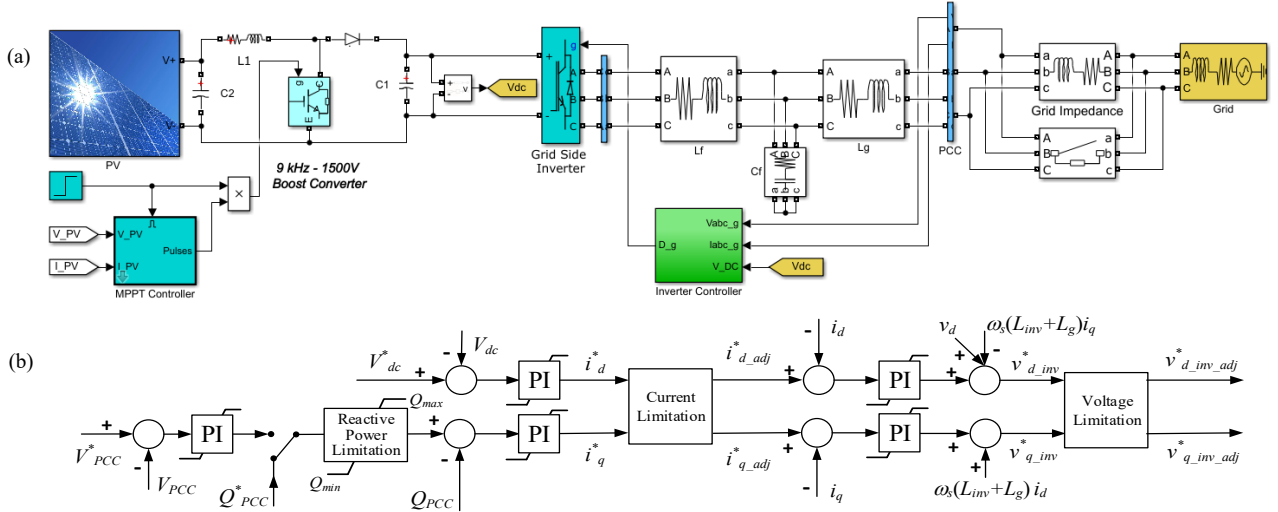 (a)
V+
V-
PV
C2
L1
g
C
E
9 kHz - 1500V
Boost Converter
C1
+
-
v
Vdc
g
+
-
A
B
C
Grid Side
Inverter
A
B
C
a
b
c
Lf
A
B
C
a
b
c
Cf
A
B
C
a
b
c
Lg
PCC
a
b
c
A
B
C
Grid Impedance
A
B
C
a
b
c
A
B
C
Grid
×
V_PV
I_PV
V_PV
I_PV
Pulses
MPPT Controller
D_g
Vabc_g
Iabc_g
V_DC
Inverter Controller
Vdc
(b)
V*PCC
+
-
VPCC
PI
Q*PCC
Qmax
Reactive
Power
Limitation
Qmin
V*dc
+
-
Vdc
PI
i*d
+
-
QPCC
PI
i*q
Current
Limitation
i*d_adj
+
-
id
PI
+
+
-
vd
ωs(Linv+Lg)iq
v*d_inv
i*q_adj
+
-
iq
PI
+
+
ωs(Linv+Lg) id
v*q_inv
Voltage
Limitation
v*d_inv_adj
v*q_inv_adj